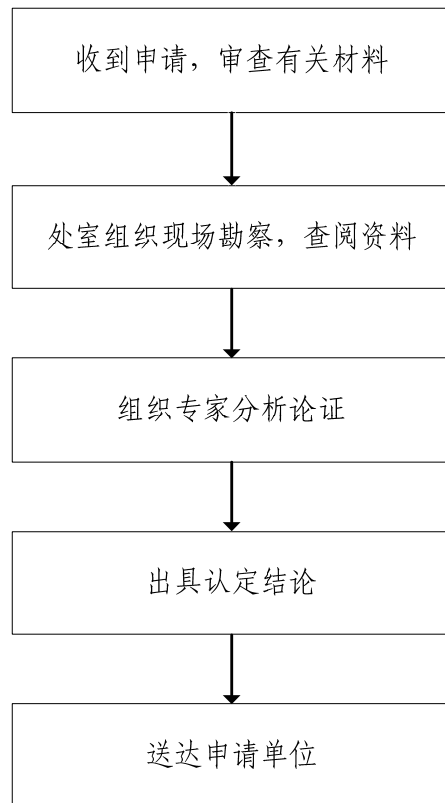 收到申请，审查有关材料
处室组织现场勘察，查阅资料
组织专家分析论证
出具认定结论
送达申请单位